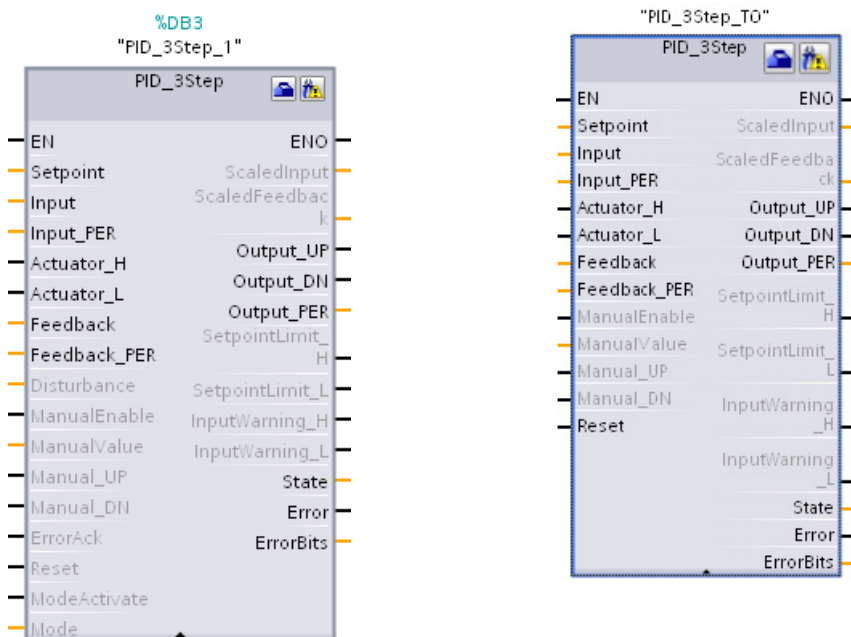 %DB3
"PID_3Step_1"
PID_3Step
EN
ENO
Setpoint
ScaledInput
Input
ScaledFeedbac
k
Input_PER
Actuator_H
Output_UP
Actuator_L
Output_DN
Feedback
Output_PER
Feedback_PER
SetpointLimit_
H
Disturbance
SetpointLimit_L
ManualEnable
InputWarning_H
ManualValue
InputWarning_L
Manual_UP
State
Manual_DN
Error
ErrorAck
ErrorBits
Reset
ModeActivate
Mode
"PID_3Step_TO"
PID_3Step
EN
ENO
Setpoint
ScaledInput
Input
ScaledFeedba
ck
Input_PER
Actuator_H
Output_UP
Actuator_L
Output_DN
Feedback
Output_PER
Feedback_PER
SetpointLimit_
H
ManualEnable
ManualValue
SetpointLimit_
L
Manual_UP
Manual_DN
InputWarning
_H
Reset
InputWarning
_L
State
Error
ErrorBits